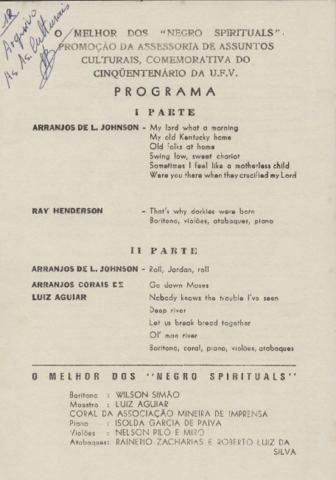 1R
Arquivo
As. As. Culturais
O MELHOR DOS "NEGRO SPIRITUALS"
PROMOÇÃO DA ASSESSORIA DE ASSUNTOS
CULTURAIS, COMEMORATIVA DO
CINQÜENTENÁRIO DA U.F.V.
PROGRAMA
I PARTE
ARRANJOS DE L. JOHNSON - My lord what a morning
My old Kentucky home
Old folks at home
Swing low, sweet chariot
Sometimes I feel like a motherless child
Were you there when they crucified my Lord
RAY HENDERSON - That's why darkies were born
Barítono, violões, atabaques, piano
II PARTE
ARRANJOS DE L. JOHNSON - Roll, Jordan, roll
ARRANJOS CORAIS DE Go down Moses
LUIZ AGUIAR Nobody knows the trouble I've seen
Deep river
Let us break bread together
Ol' man river
Barítono, coral, piano, violões, atabaques
O MELHOR DOS "NEGRO SPIRITUALS"
Barítono : WILSON SIMÃO
Maestro : LUIZ AGUIAR
CORAL DA ASSOCIAÇÃO MINEIRA DE IMPRENSA
Piano : ISOLDA GARCIA DE PAIVA
Violões : NELSON PILÓ E MIRO
Atabaques: RAINERIO ZACHARIAS E ROBERTO LUIZ DA
SILVA